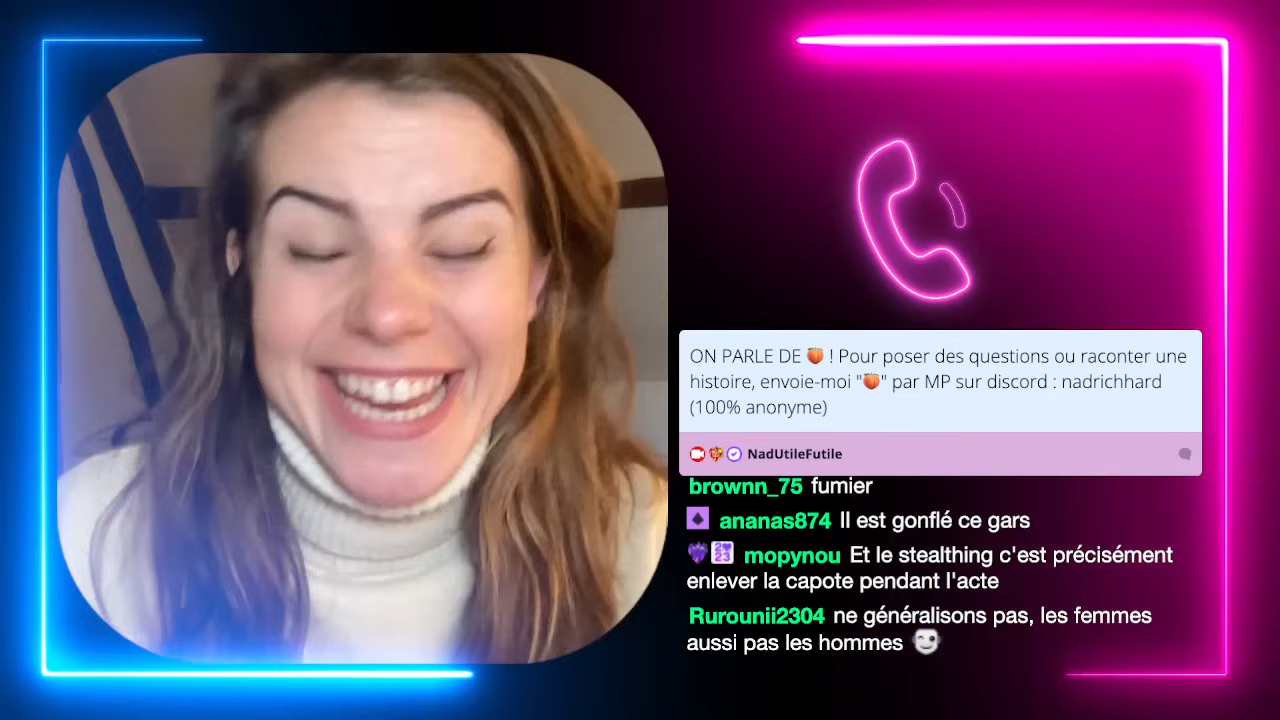 ON PARLE DE 🍑 ! Pour poser des questions ou raconter une
histoire, envoie-moi "🍑" par MP sur discord : nadrichhard
(100% anonyme)
NadUtileFutile
brownn_75 fumier
ananas874 Il est gonflé ce gars
mopynou Et le stealthing c'est précisément
enlever la capote pendant l'acte
Rurounii2304 ne généralisons pas, les femmes
aussi pas les hommes